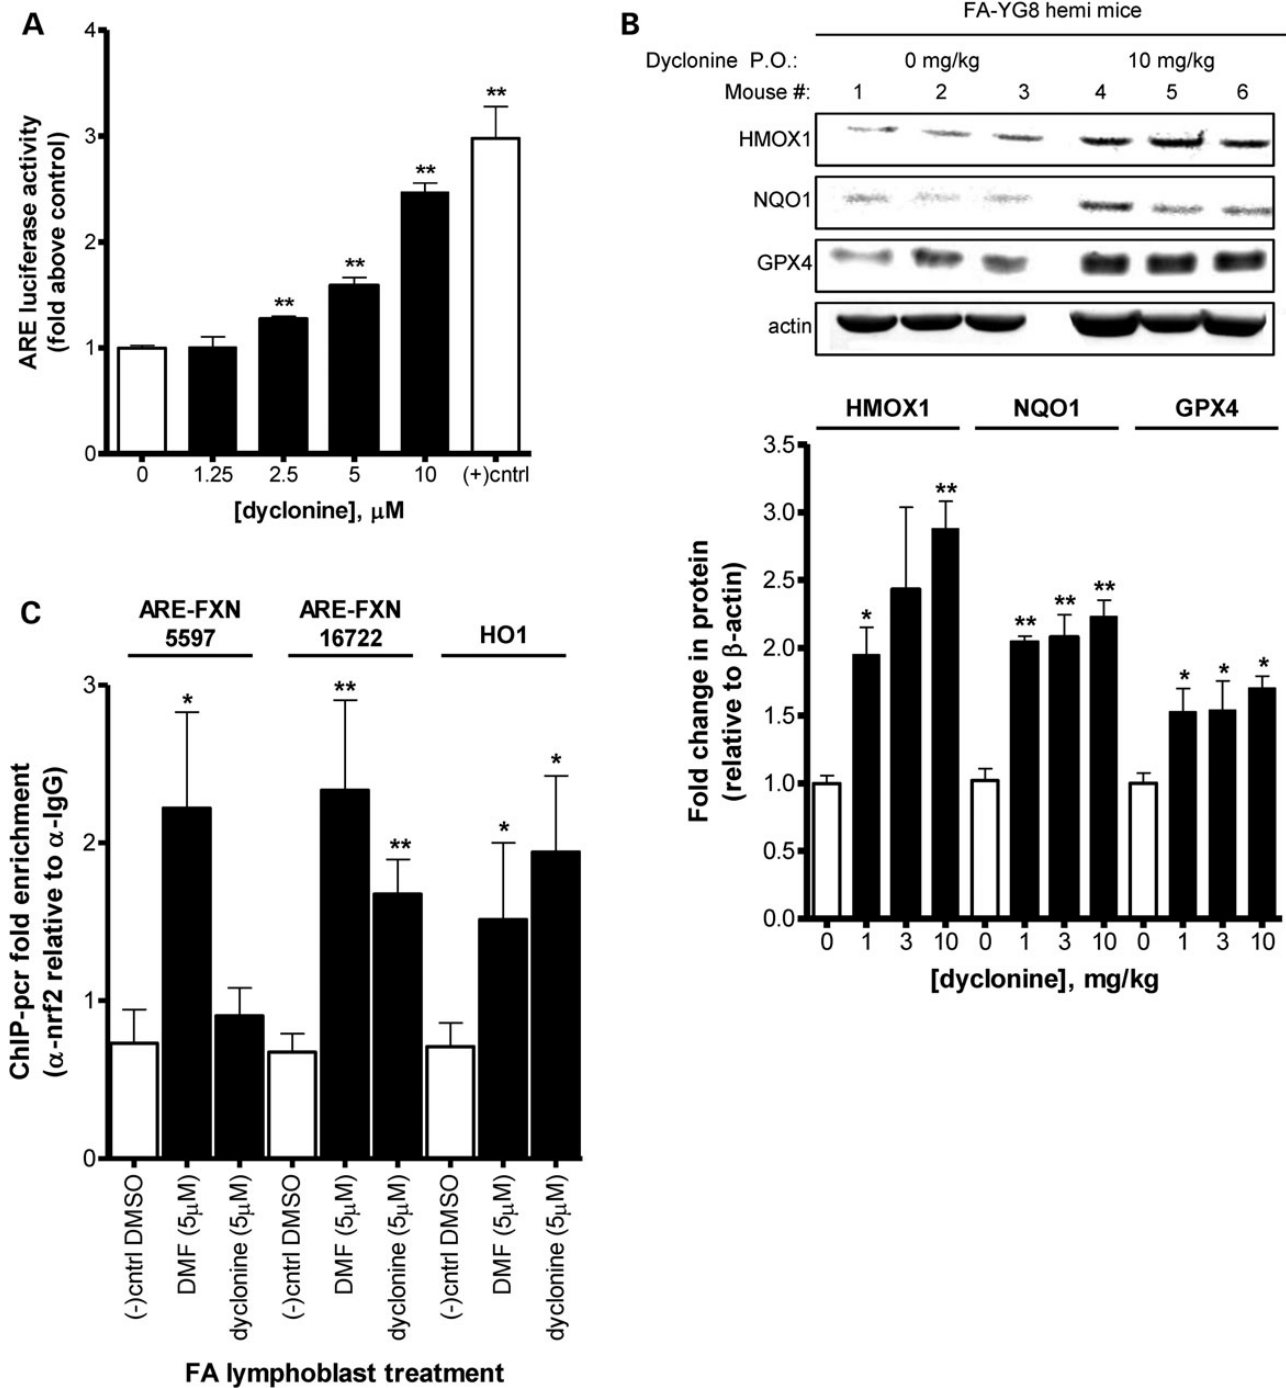 A
4
3
2
1
0
ARE luciferase activity
(fold above control)
**
**
**
**
0 1.25 2.5 5 10 (+)cntrl
[dyclonine], μM
B
FA-YG8 hemi mice
Dyclonine P.O.: 0 mg/kg 10 mg/kg
Mouse #: 1 2 3 4 5 6
HMOX1
NQO1
GPX4
actin
HMOX1 NQO1 GPX4
3.5
3.0
2.5
2.0
1.5
1.0
0.5
0.0
Fold change in protein
(relative to β-actin)
* ** ** ** ** * * *
0 1 3 10 0 1 3 10 0 1 3 10
[dyclonine], mg/kg
C
ARE-FXN
5597
ARE-FXN
16722
HO1
3
2
1
0
ChIP-pcr fold enrichment
(α-nrf2 relative to α-IgG)
* ** ** * *
(-)cntrl DMSO
DMF (5μM)
dyclonine (5μM)
(-)cntrl DMSO
DMF (5μM)
dyclonine (5μM)
(-)cntrl DMSO
DMF (5μM)
dyclonine (5μM)
FA lymphoblast treatment